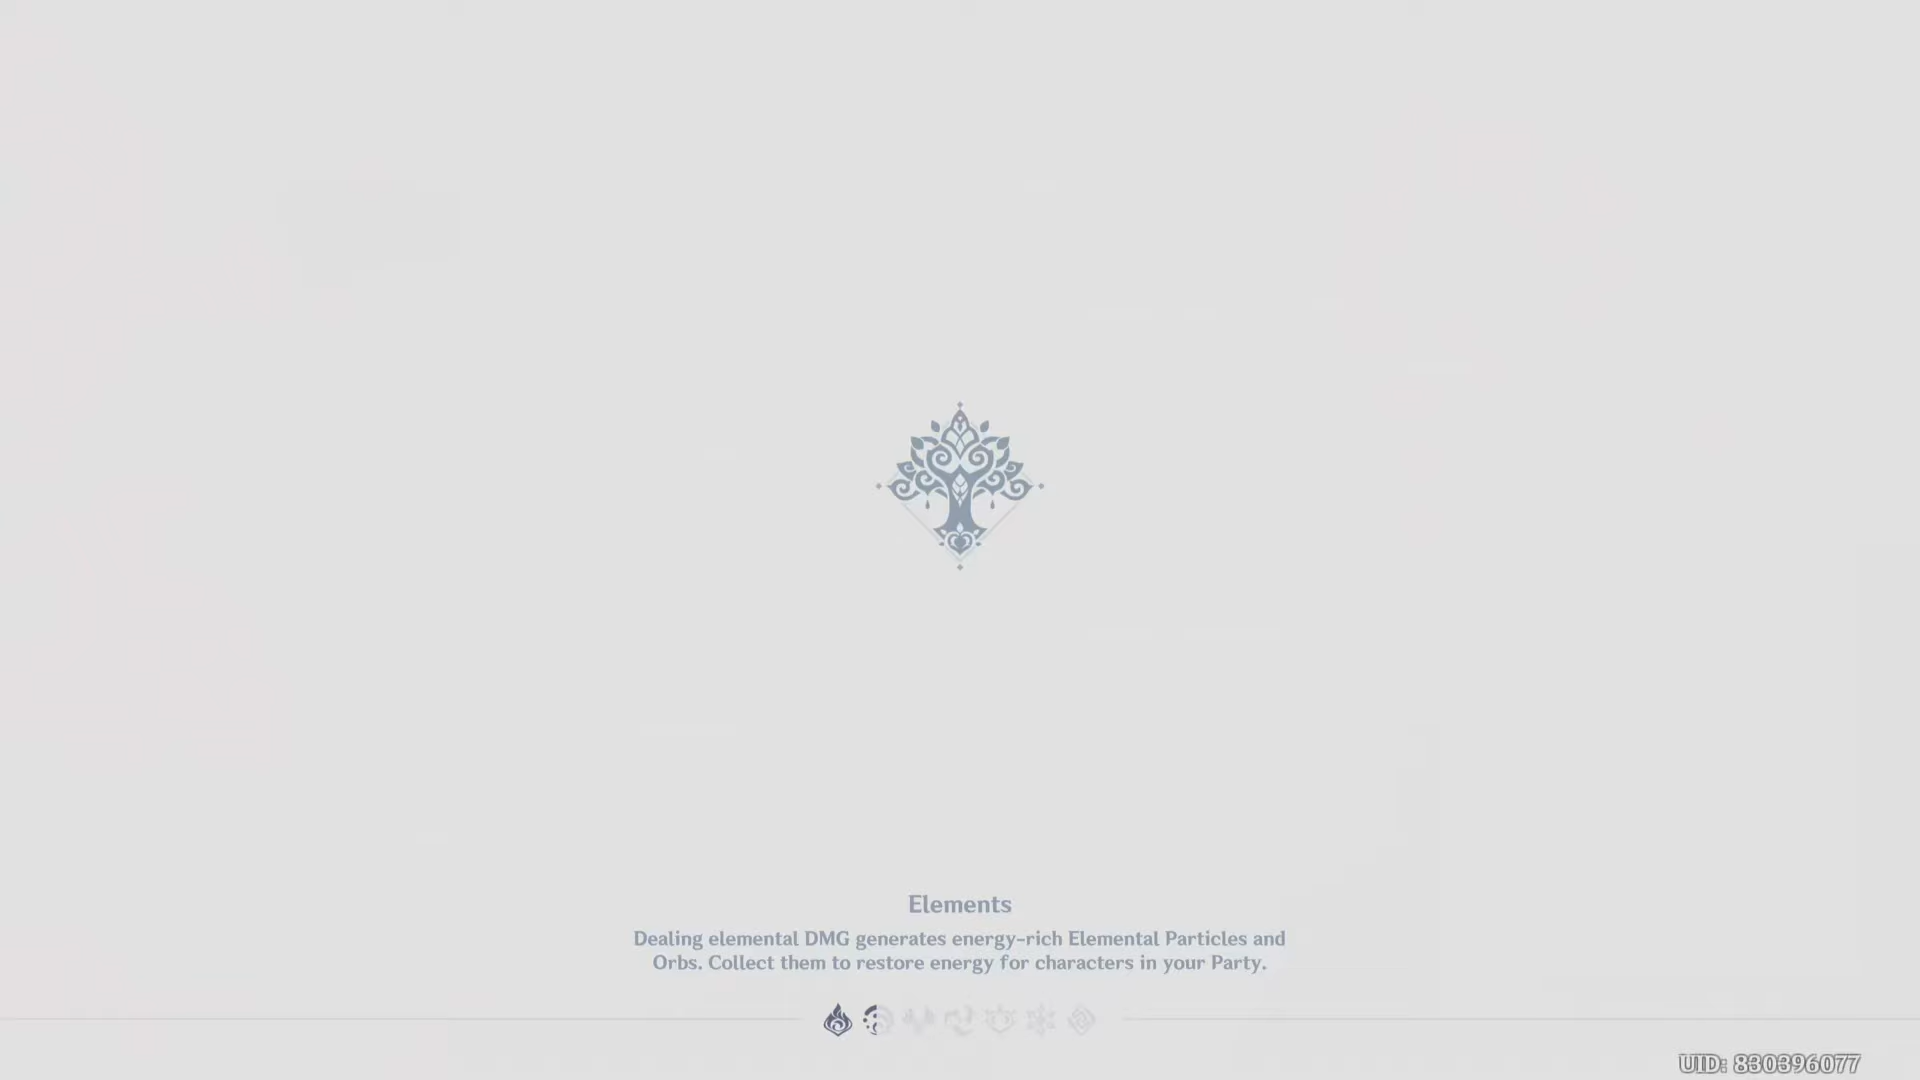 Elements
Dealing elemental DMG generates energy-rich Elemental Particles and
Orbs. Collect them to restore energy for characters in your Party.
UID: 830396077